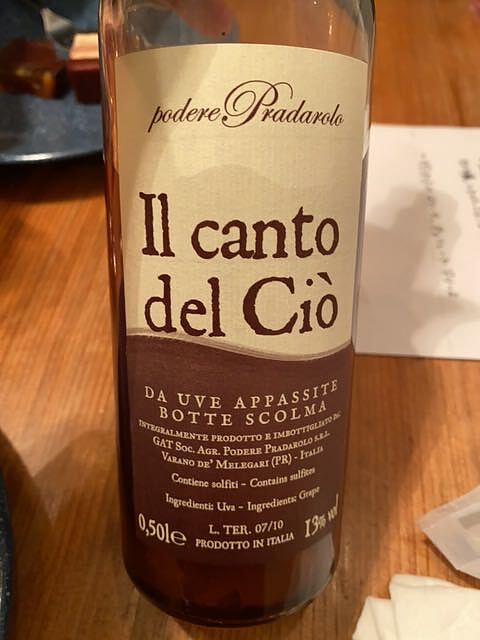 podere Pradarolo
Il canto
del Ciò
DA UVE APPASSITE
BOTTE SCOLMA
INTEGRALMENTE PRODOTTO E IMBOTTIGLIATO DA:
GAT Soc. Agr. Podere Pradarolo s.r.l.
Varano de' Melegari (PR) - Italia
Contiene solfiti - Contains sulfites
Ingredienti: Uva - Ingredients: Grape
0,50l e
L. TER. 07/10
13% vol
PRODOTTO IN ITALIA